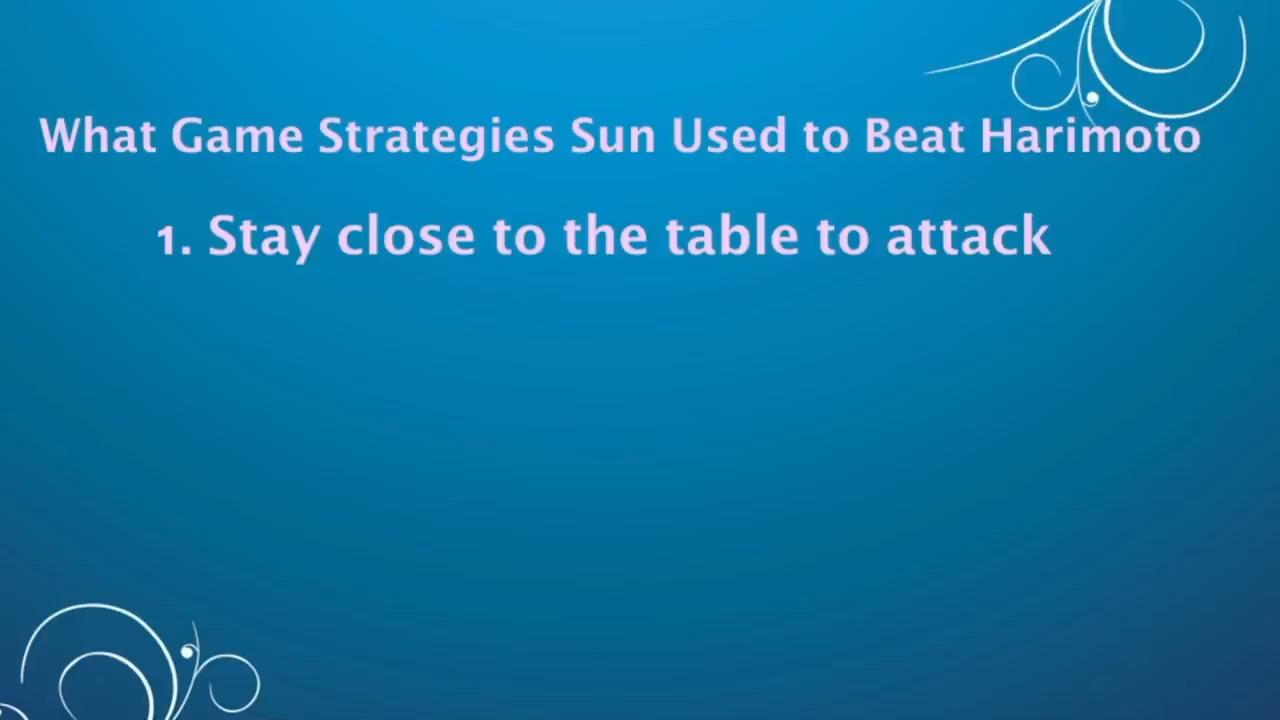 What Game Strategies Sun Used to Beat Harimoto
1. Stay close to the table to attack